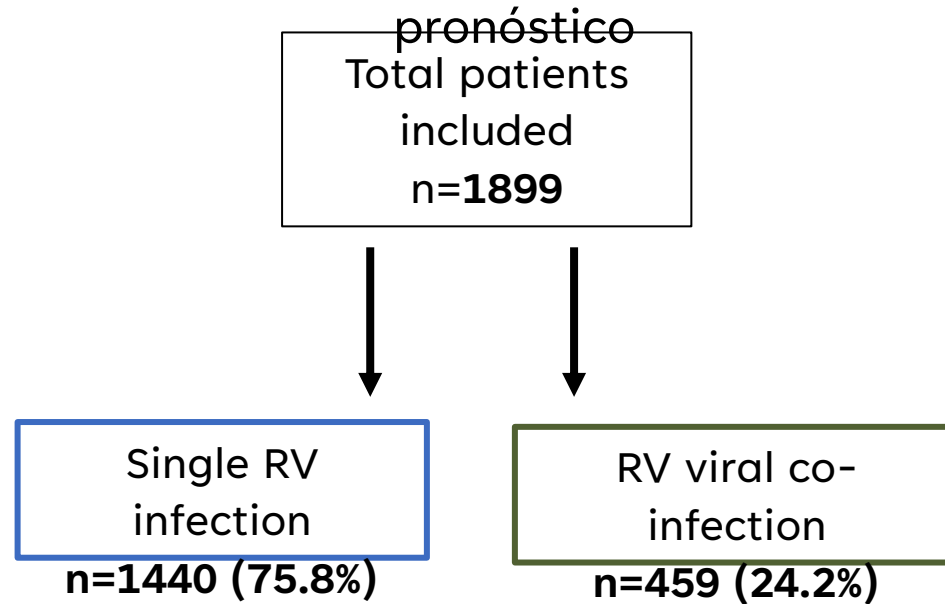 pronóstico
Total patients
included
n=1899
Single RV
infection
n=1440 (75.8%)
RV viral co-
infection
n=459 (24.2%)